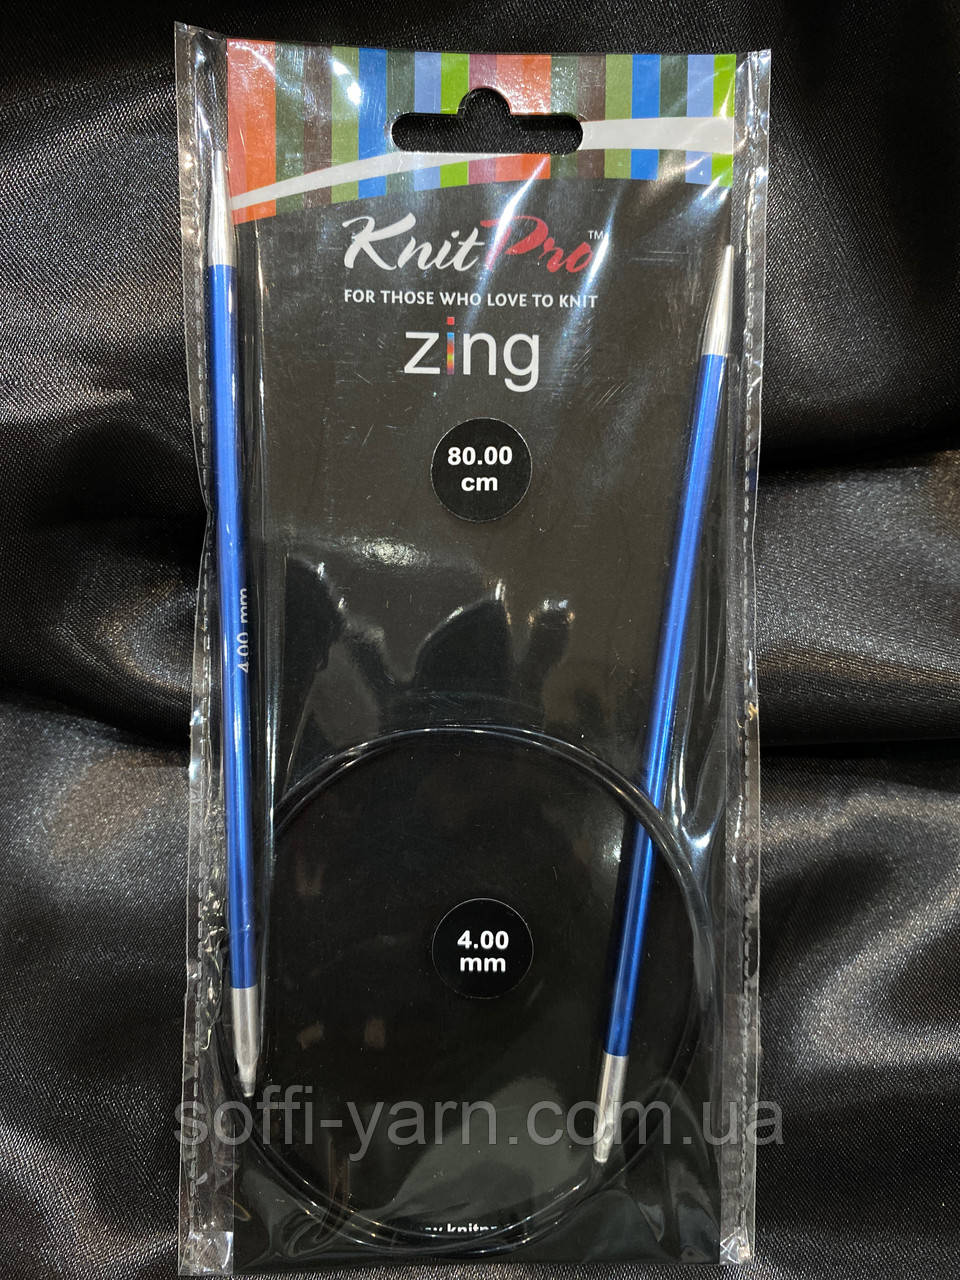 KnitPro™
FOR THOSE WHO LOVE TO KNIT
zing
80.00
cm
4.00 mm
4.00
mm
soffi-yarn.com.ua